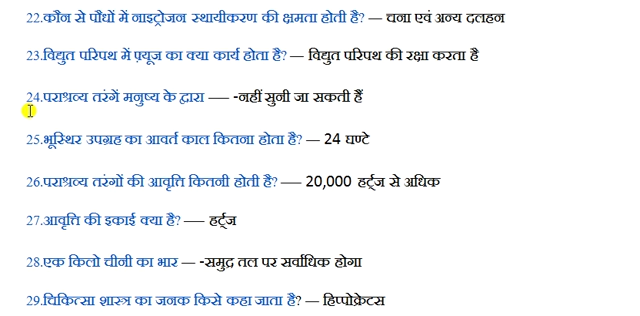 22.कौन से पौधों में नाइट्रोजन स्थायीकरण की क्षमता होती है? — चना एवं अन्य दलहन
23.विद्युत परिपथ में फ़्यूज का क्या कार्य होता है? — विद्युत परिपथ की रक्षा करता है
24.पराश्रव्य तरंगें मनुष्य के द्वारा —– -नहीं सुनी जा सकती हैं
25.भूस्थिर उपग्रह का आवर्त काल कितना होता है? — 24 घण्टे
26.पराश्रव्य तरंगों की आवृत्ति कितनी होती है? —– 20,000 हर्ट्ज से अधिक
27.आवृत्ति की इकाई क्या है? —– हर्ट्ज
28.एक किलो चीनी का भार — -समुद्र तल पर सर्वाधिक होगा
29.चिकित्सा शास्त्र का जनक किसे कहा जाता है? — हिप्पोक्रेटस